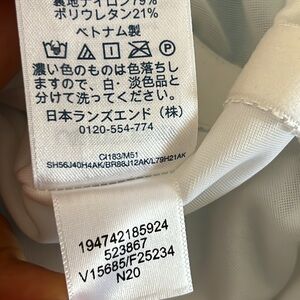 裏地ナイロン79%
ポリウレタン21%
ベトナム製
濃い色のものは色落ちし
ますので、白・淡色品と
分けて洗ってください。
日本ランズエンド（株）
0120-554-774
CI183/M51
SH56J40H4AK/BR88J12AK/L79H21AK
194742185924
523867
V15685/F25234
N20